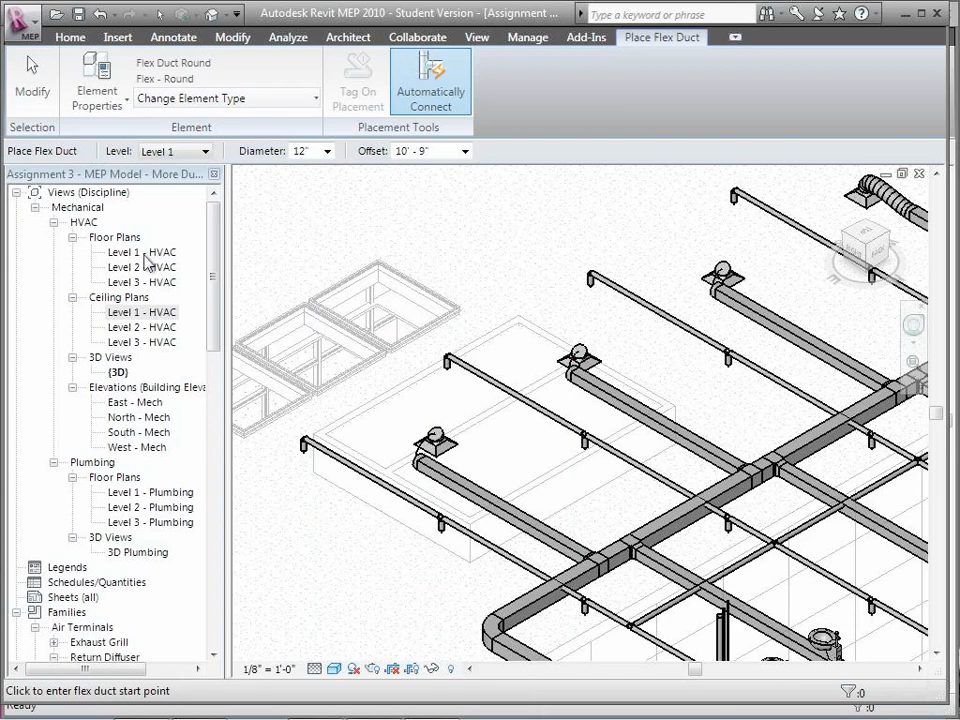 Autodesk Revit MEP 2010 - Student Version - [Assignment ...
Type a keyword or phrase
MEP
Home Insert Annotate Modify Analyze Architect Collaborate View Manage Add-Ins Place Flex Duct
Modify
Element Properties
Flex Duct Round
Flex - Round
Change Element Type
Tag On Placement
Automatically Connect
Selection Element Placement Tools
Place Flex Duct Level: Level 1 Diameter: 12" Offset: 10' - 9"
Assignment 3 - MEP Model - More Du...
Views (Discipline)
Mechanical
HVAC
Floor Plans
Level 1 - HVAC
Level 2 - HVAC
Level 3 - HVAC
Ceiling Plans
Level 1 - HVAC
Level 2 - HVAC
Level 3 - HVAC
3D Views
{3D}
Elevations (Building Eleva
East - Mech
North - Mech
South - Mech
West - Mech
Plumbing
Floor Plans
Level 1 - Plumbing
Level 2 - Plumbing
Level 3 - Plumbing
3D Views
3D Plumbing
Legends
Schedules/Quantities
Sheets (all)
Families
Air Terminals
Exhaust Grill
Return Diffuser
1/8" = 1'-0"
Click to enter flex duct start point
:0
Ready
:0